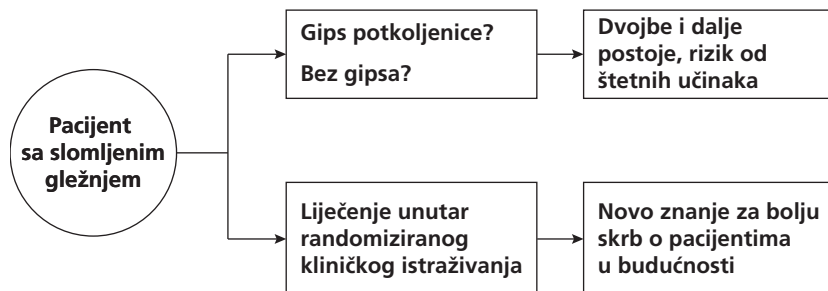 Pacijent
sa slomljenim
gležnjem
Gips potkoljenice?
Bez gipsa?
Dvojbe i dalje
postoje, rizik od
štetnih učinaka
Liječenje unutar
randomiziranog
kliničkog istraživanja
Novo znanje za bolju
skrb o pacijentima
u budućnosti